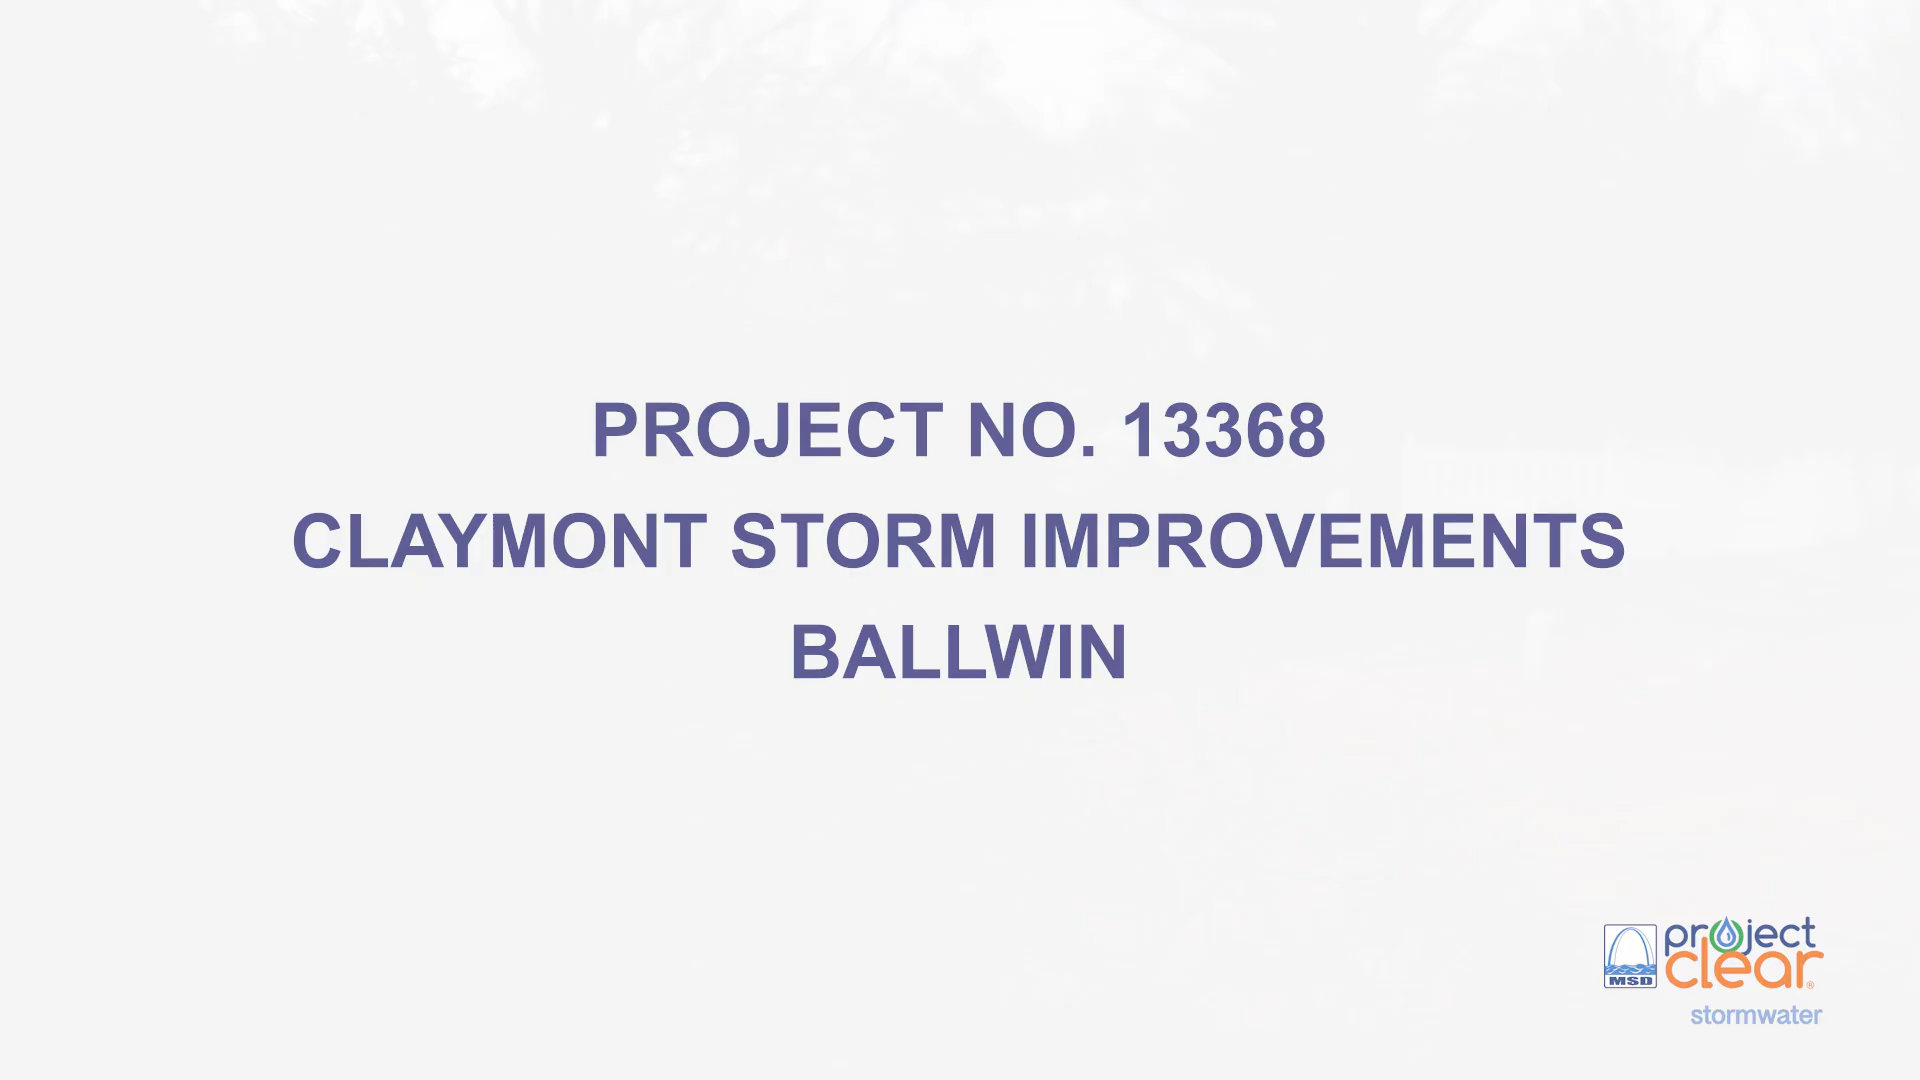 PROJECT NO. 13368
CLAYMONT STORM IMPROVEMENTS
BALLWIN
MSD
project
clear®
stormwater